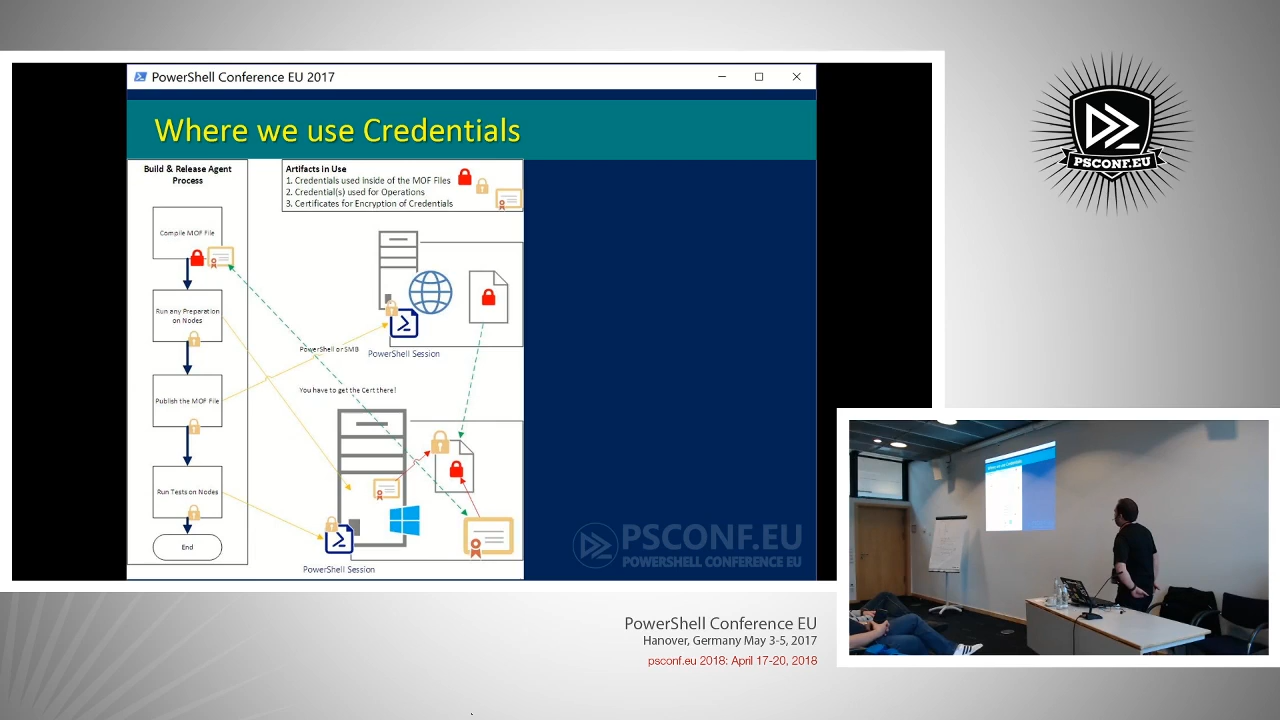 PowerShell Conference EU 2017
Where we use Credentials
Build & Release Agent
Process
Compile MOF File
Run any Preparation
on Nodes
Publish the MOF File
Run Tests on Nodes
End
Artifacts in Use
1. Credentials used inside of the MOF Files
2. Credential(s) used for Operations
3. Certificates for Encryption of Credentials
PowerShell or SMB
PowerShell Session
You have to get the Cert there!
PowerShell Session
PSCONF.EU
POWERSHELL CONFERENCE EU
PSCONF.EU
Where we use Credentials
PowerShell Conference EU
Hanover, Germany May 3-5, 2017
psconf.eu 2018: April 17-20, 2018